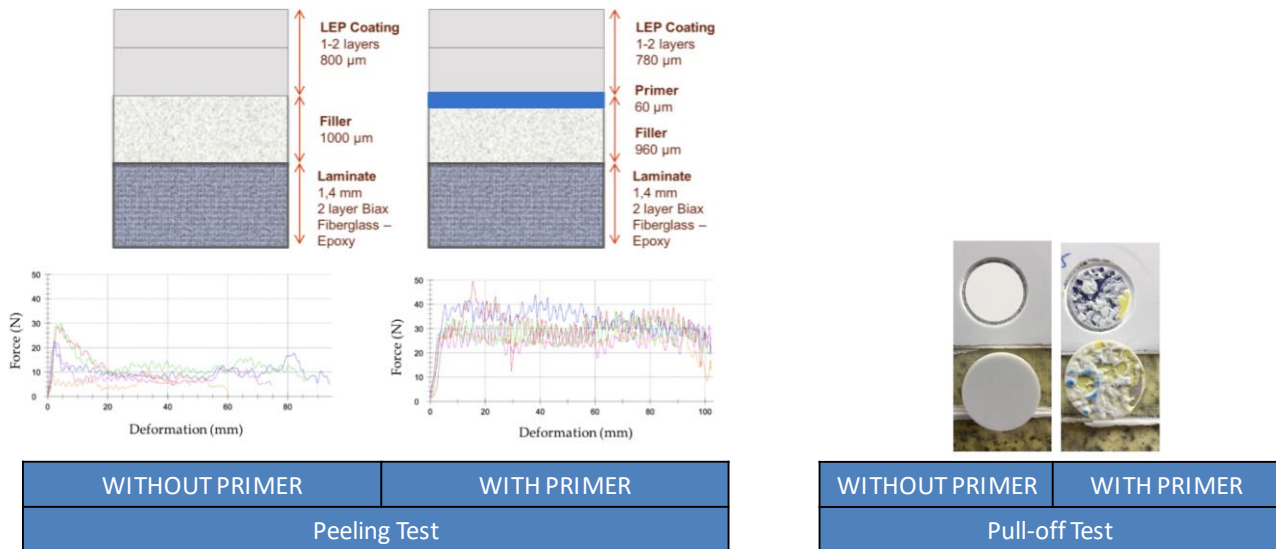 LEP Coating
1-2 layers
800 µm
Filler
1000 µm
Laminate
1,4 mm
2 layer Biax
Fiberglass –
Epoxy
LEP Coating
1-2 layers
780 µm
Primer
60 µm
Filler
960 µm
Laminate
1,4 mm
2 layer Biax
Fiberglass –
Epoxy
Force (N)
50
40
30
20
10
0
0 20 40 60 80
Deformation (mm)
Force (N)
50
40
30
20
10
0
0 20 40 60 80 100
Deformation (mm)
WITHOUT PRIMER WITH PRIMER
Peeling Test
WITHOUT PRIMER WITH PRIMER
Pull-off Test